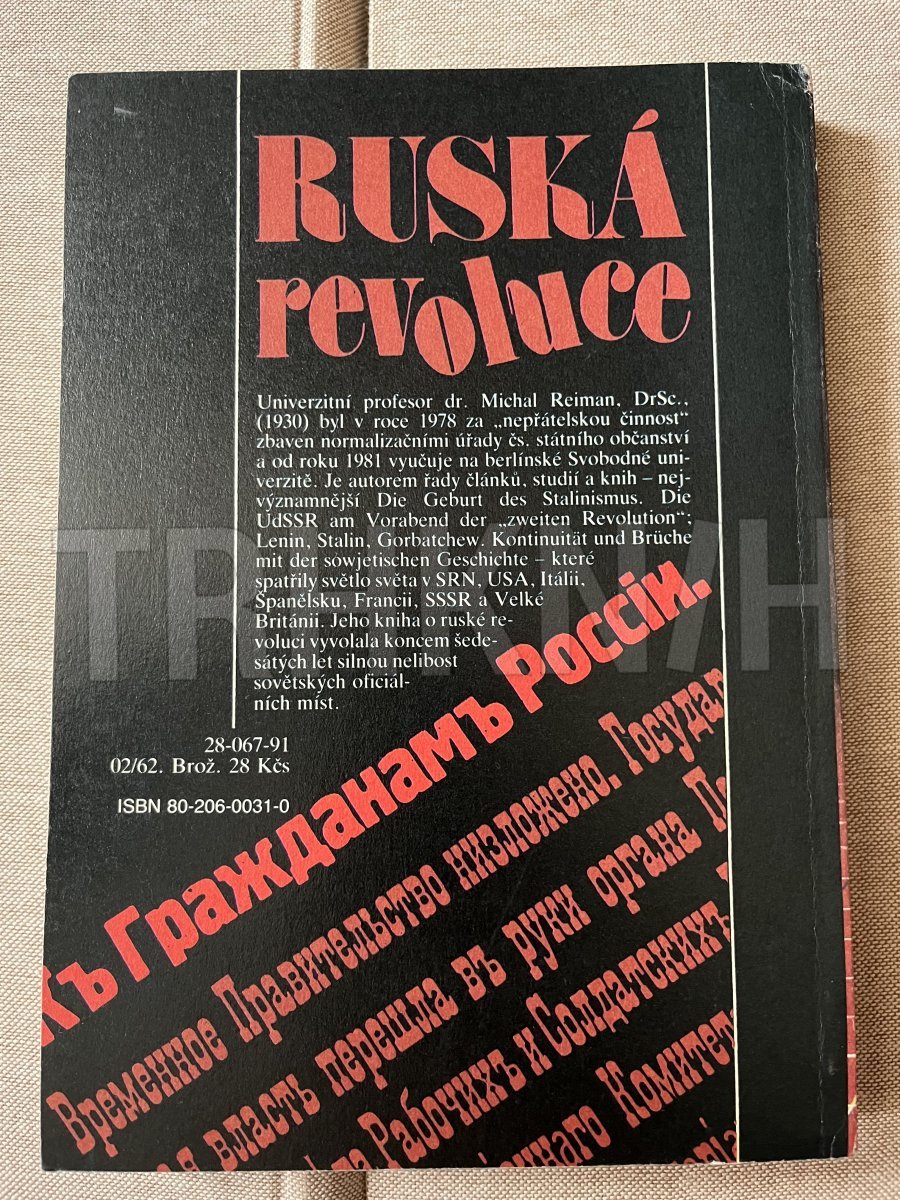 RUSKÁ
revoluce
Univerzitní profesor dr. Michal Reiman, DrSc.,
(1930) byl v roce 1978 za „nepřátelskou činnost“
zbaven normalizačními úřady čs. státního občanství
a od roku 1981 vyučuje na berlínské Svobodné uni-
verzitě. Je autorem řady článků, studií a knih – nej-
významnější Die Geburt des Stalinismus. Die
UdSSR am Vorabend der „zweiten Revolution“;
Lenin, Stalin, Gorbatchew. Kontinuität und Brüche
mit der sowjetischen Geschichte – které
spatřily světlo světa v SRN, USA, Itálii,
Španělsku, Francii, SSSR a Velké
Británii. Jeho kniha o ruské re-
voluci vyvolala koncem šede-
sátých let silnou nelibost
sovětských oficiál-
ních míst.
28-067-91
02/62. Brož. 28 Kčs
ISBN 80-206-0031-0
Къ Гражданамъ Россіи.
Временное Правительство низложено. Государ
власть перешла въ руки органа Пе
Рабочихъ и Солдатскихъ
Комитет